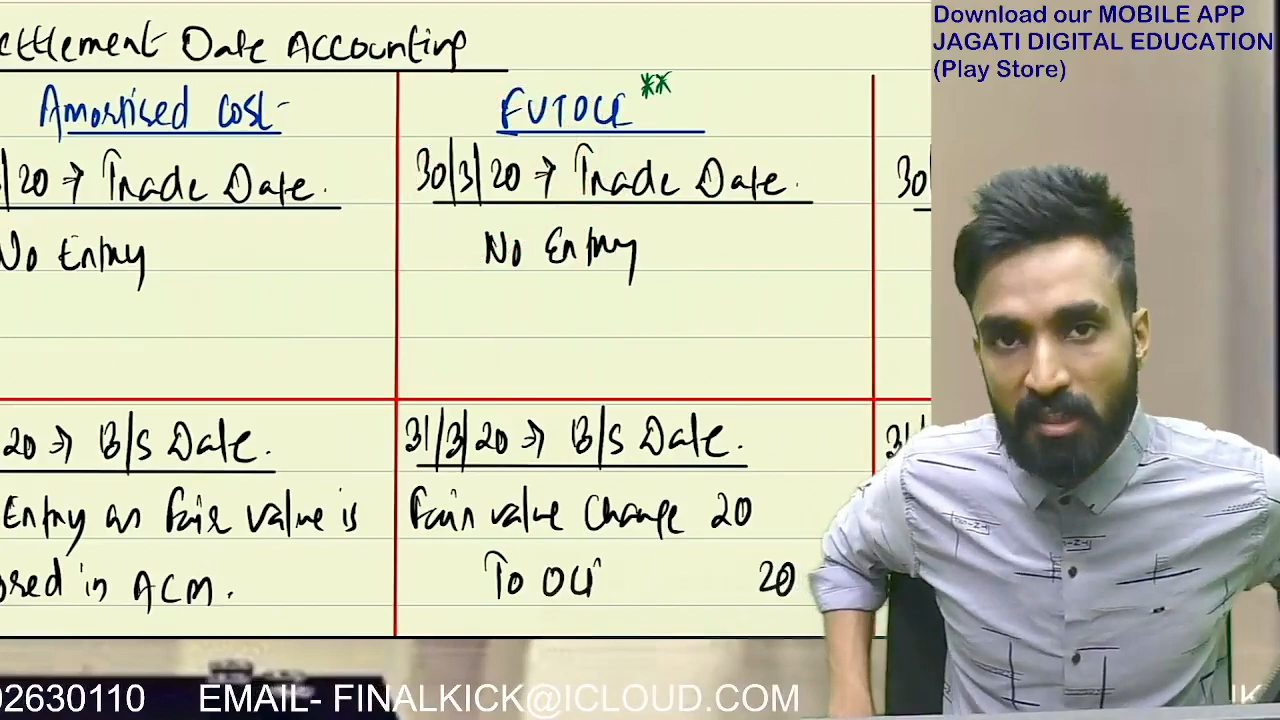 Download our MOBILE APP
JAGATI DIGITAL EDUCATION
(Play Store)
ettlement Date Accounting
Amortised Cost
FVTOCI **
/20 → Trade Date.
30/3/20 → Trade Date.
30
No Entry
No Entry
20 → B/S Date.
31/3/20 → B/S Date.
31/
Entry as fair value is
Fair value Change 20
in ACM.
To OCI 20
02630110 EMAIL- FINALKICK@ICLOUD.COM